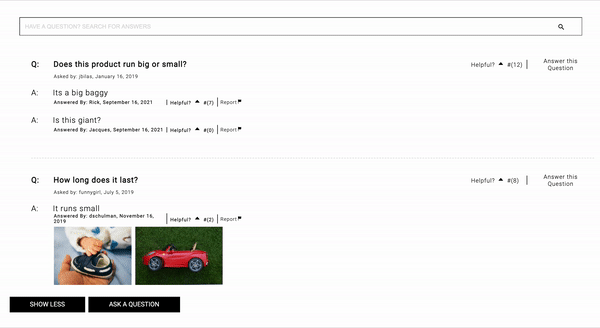 HAVE A QUESTION? SEARCH FOR ANSWERS
Q: Does this product run big or small? Helpful? #(12) Answer this Question
Asked by: jbilas, January 16, 2019
A: Its a big baggy
Answered By: Rick, September 16, 2021 Helpful? #(7) Report
A: Is this giant?
Answered By: Jacques, September 16, 2021 Helpful? #(0) Report
Q: How long does it last? Helpful? #(8) Answer this Question
Asked by: funnygirl, July 5, 2019
A: It runs small
Answered By: dschulman, November 16, 2019 Helpful? #(2) Report
SHOW LESS ASK A QUESTION